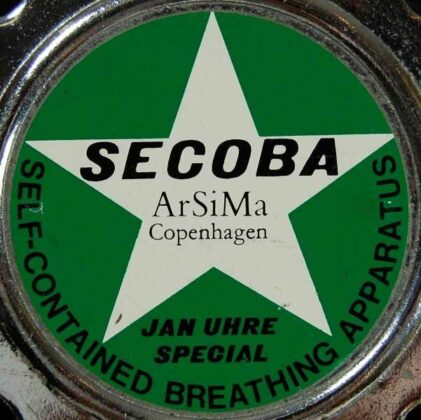 SECOBA
ArSiMa
Copenhagen
JAN UHRE
SPECIAL
SELF-CONTAINED BREATHING APPARATUS